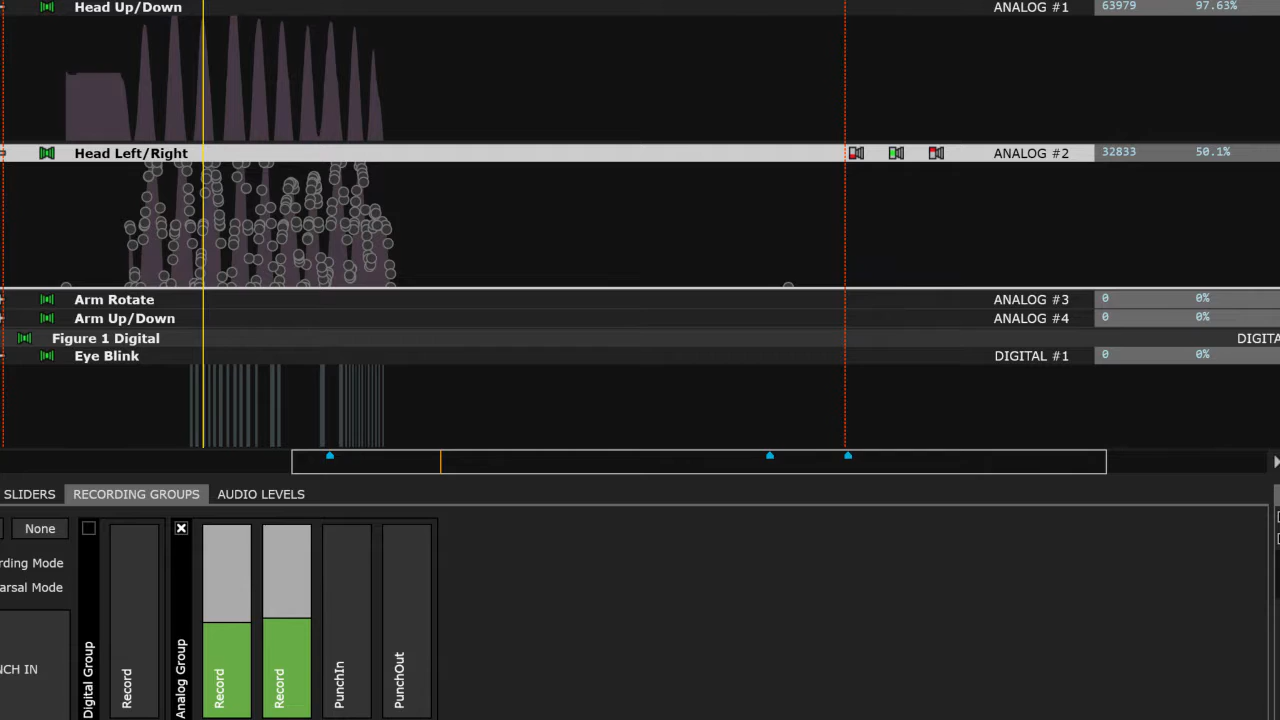 Head Up/Down ANALOG #1 63979 97.63%
Head Left/Right ANALOG #2 32833 50.1%
Arm Rotate ANALOG #3 0 0%
Arm Up/Down ANALOG #4 0 0%
Figure 1 Digital DIGITA
Eye Blink DIGITAL #1 0 0%
SLIDERS RECORDING GROUPS AUDIO LEVELS
None
rding Mode
arsal Mode
NCH IN
Digital Group
Record
Analog Group
Record
Record
PunchIn
PunchOut